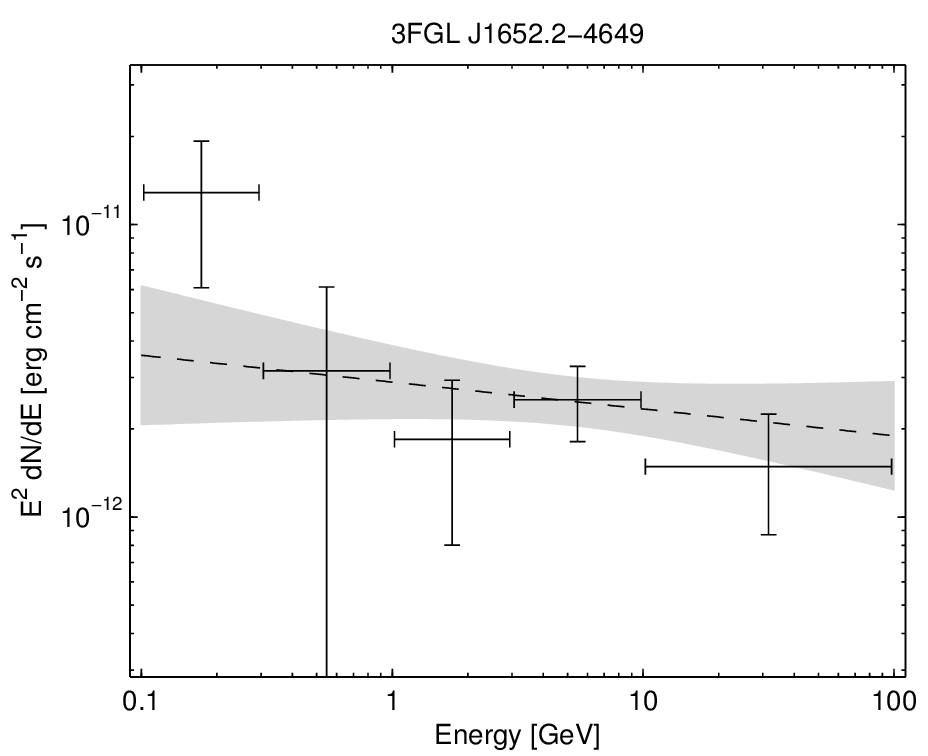 3FGL J1652.2−4649
E² dN/dE [erg cm⁻² s⁻¹]
10⁻¹¹
10⁻¹²
0.1 1 10 100
Energy [GeV]